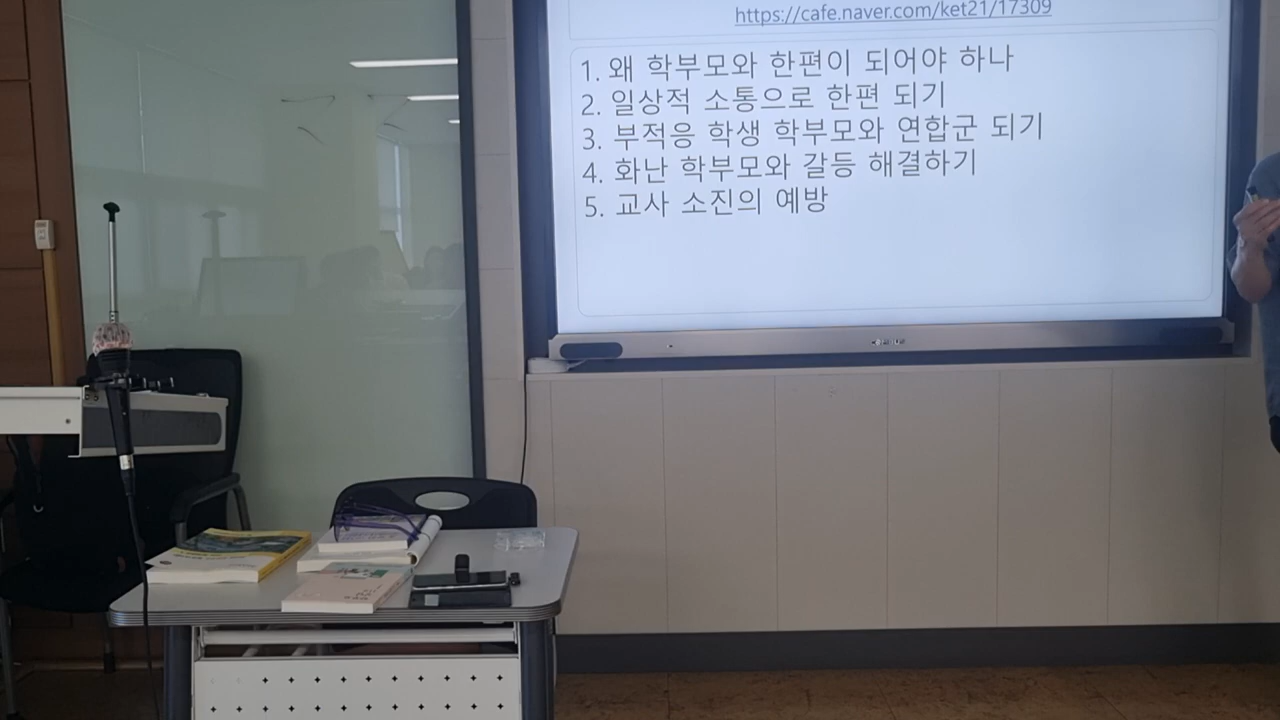 https://cafe.naver.com/ket21/17309
1. 왜 학부모와 한편이 되어야 하나
2. 일상적 소통으로 한편 되기
3. 부적응 학생 학부모와 연합군 되기
4. 화난 학부모와 갈등 해결하기
5. 교사 소진의 예방